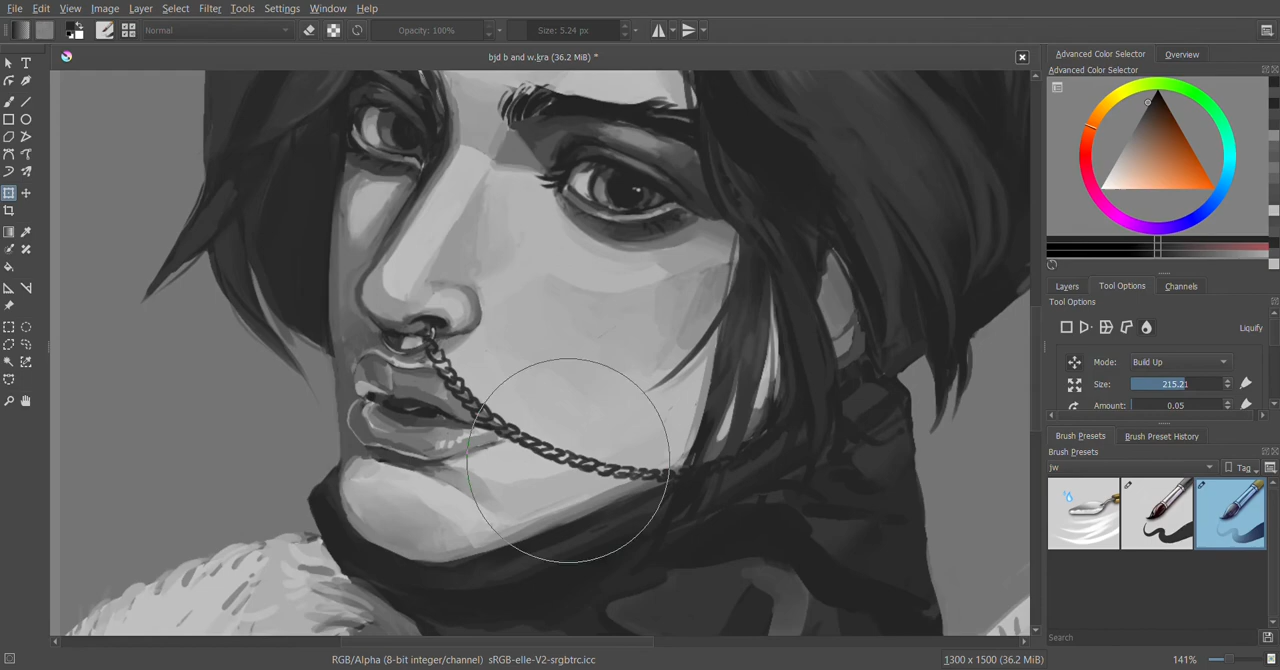 File Edit View Image Layer Select Filter Tools Settings Window Help
Normal Opacity: 100% Size: 5.24 px
bjd b and w.kra (36.2 MiB) *
Advanced Color Selector Overview
Advanced Color Selector
Layers Tool Options Channels
Tool Options
Liquify
Mode: Build Up
Size: 215.21
Amount: 0.05
Brush Presets Brush Preset History
Brush Presets
jw Tag
Search
RGB/Alpha (8-bit integer/channel) sRGB-elle-V2-srgbtrc.icc 1300 x 1500 (36.2 MiB) 141%